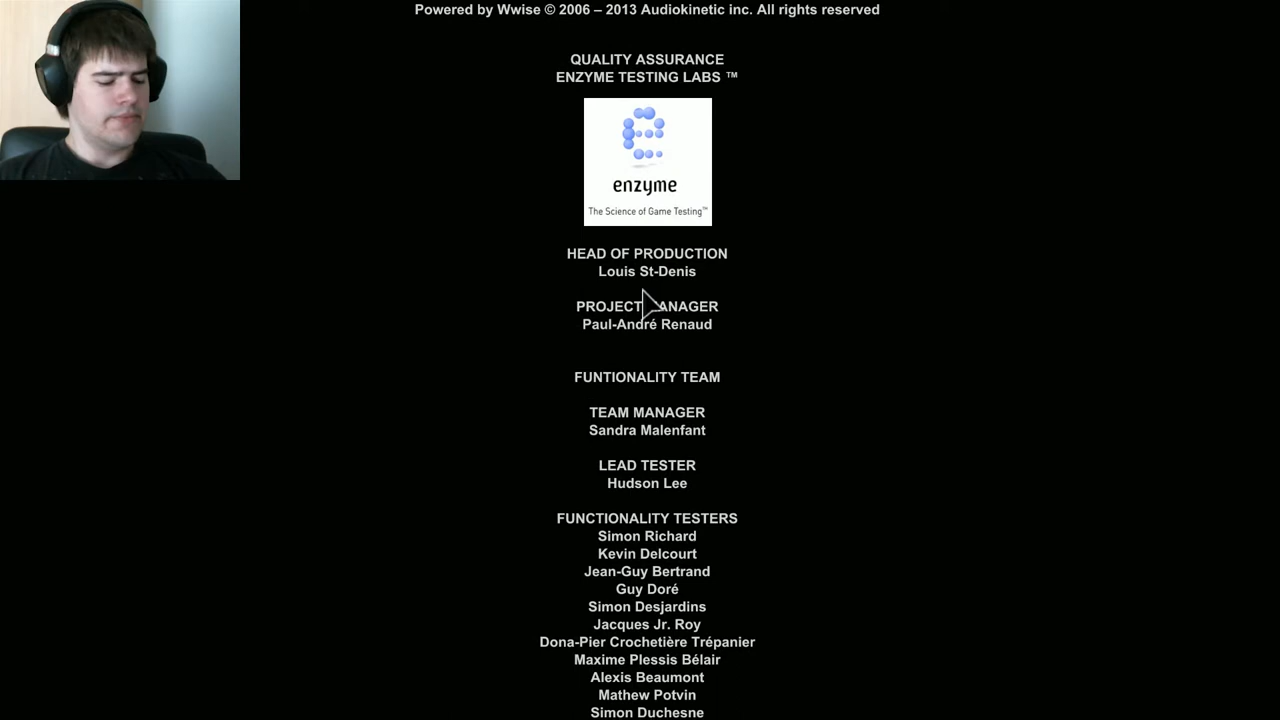 Powered by Wwise © 2006 – 2013 Audiokinetic inc. All rights reserved
QUALITY ASSURANCE
ENZYME TESTING LABS ™
enzyme
The Science of Game Testing™
HEAD OF PRODUCTION
Louis St-Denis
PROJECT ANAGER
Paul-André Renaud
FUNTIONALITY TEAM
TEAM MANAGER
Sandra Malenfant
LEAD TESTER
Hudson Lee
FUNCTIONALITY TESTERS
Simon Richard
Kevin Delcourt
Jean-Guy Bertrand
Guy Doré
Simon Desjardins
Jacques Jr. Roy
Dona-Pier Crochetière Trépanier
Maxime Plessis Bélair
Alexis Beaumont
Mathew Potvin
Simon Duchesne